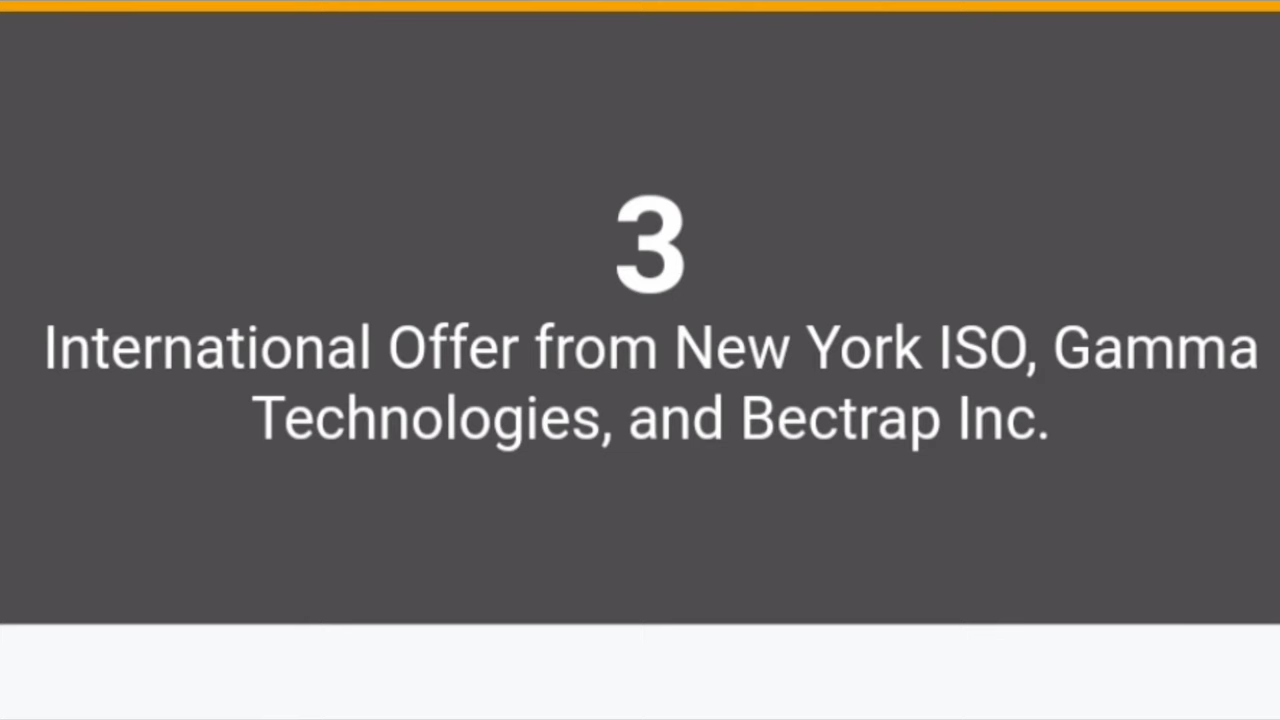 3
International Offer from New York ISO, Gamma
Technologies, and Bectrap Inc.